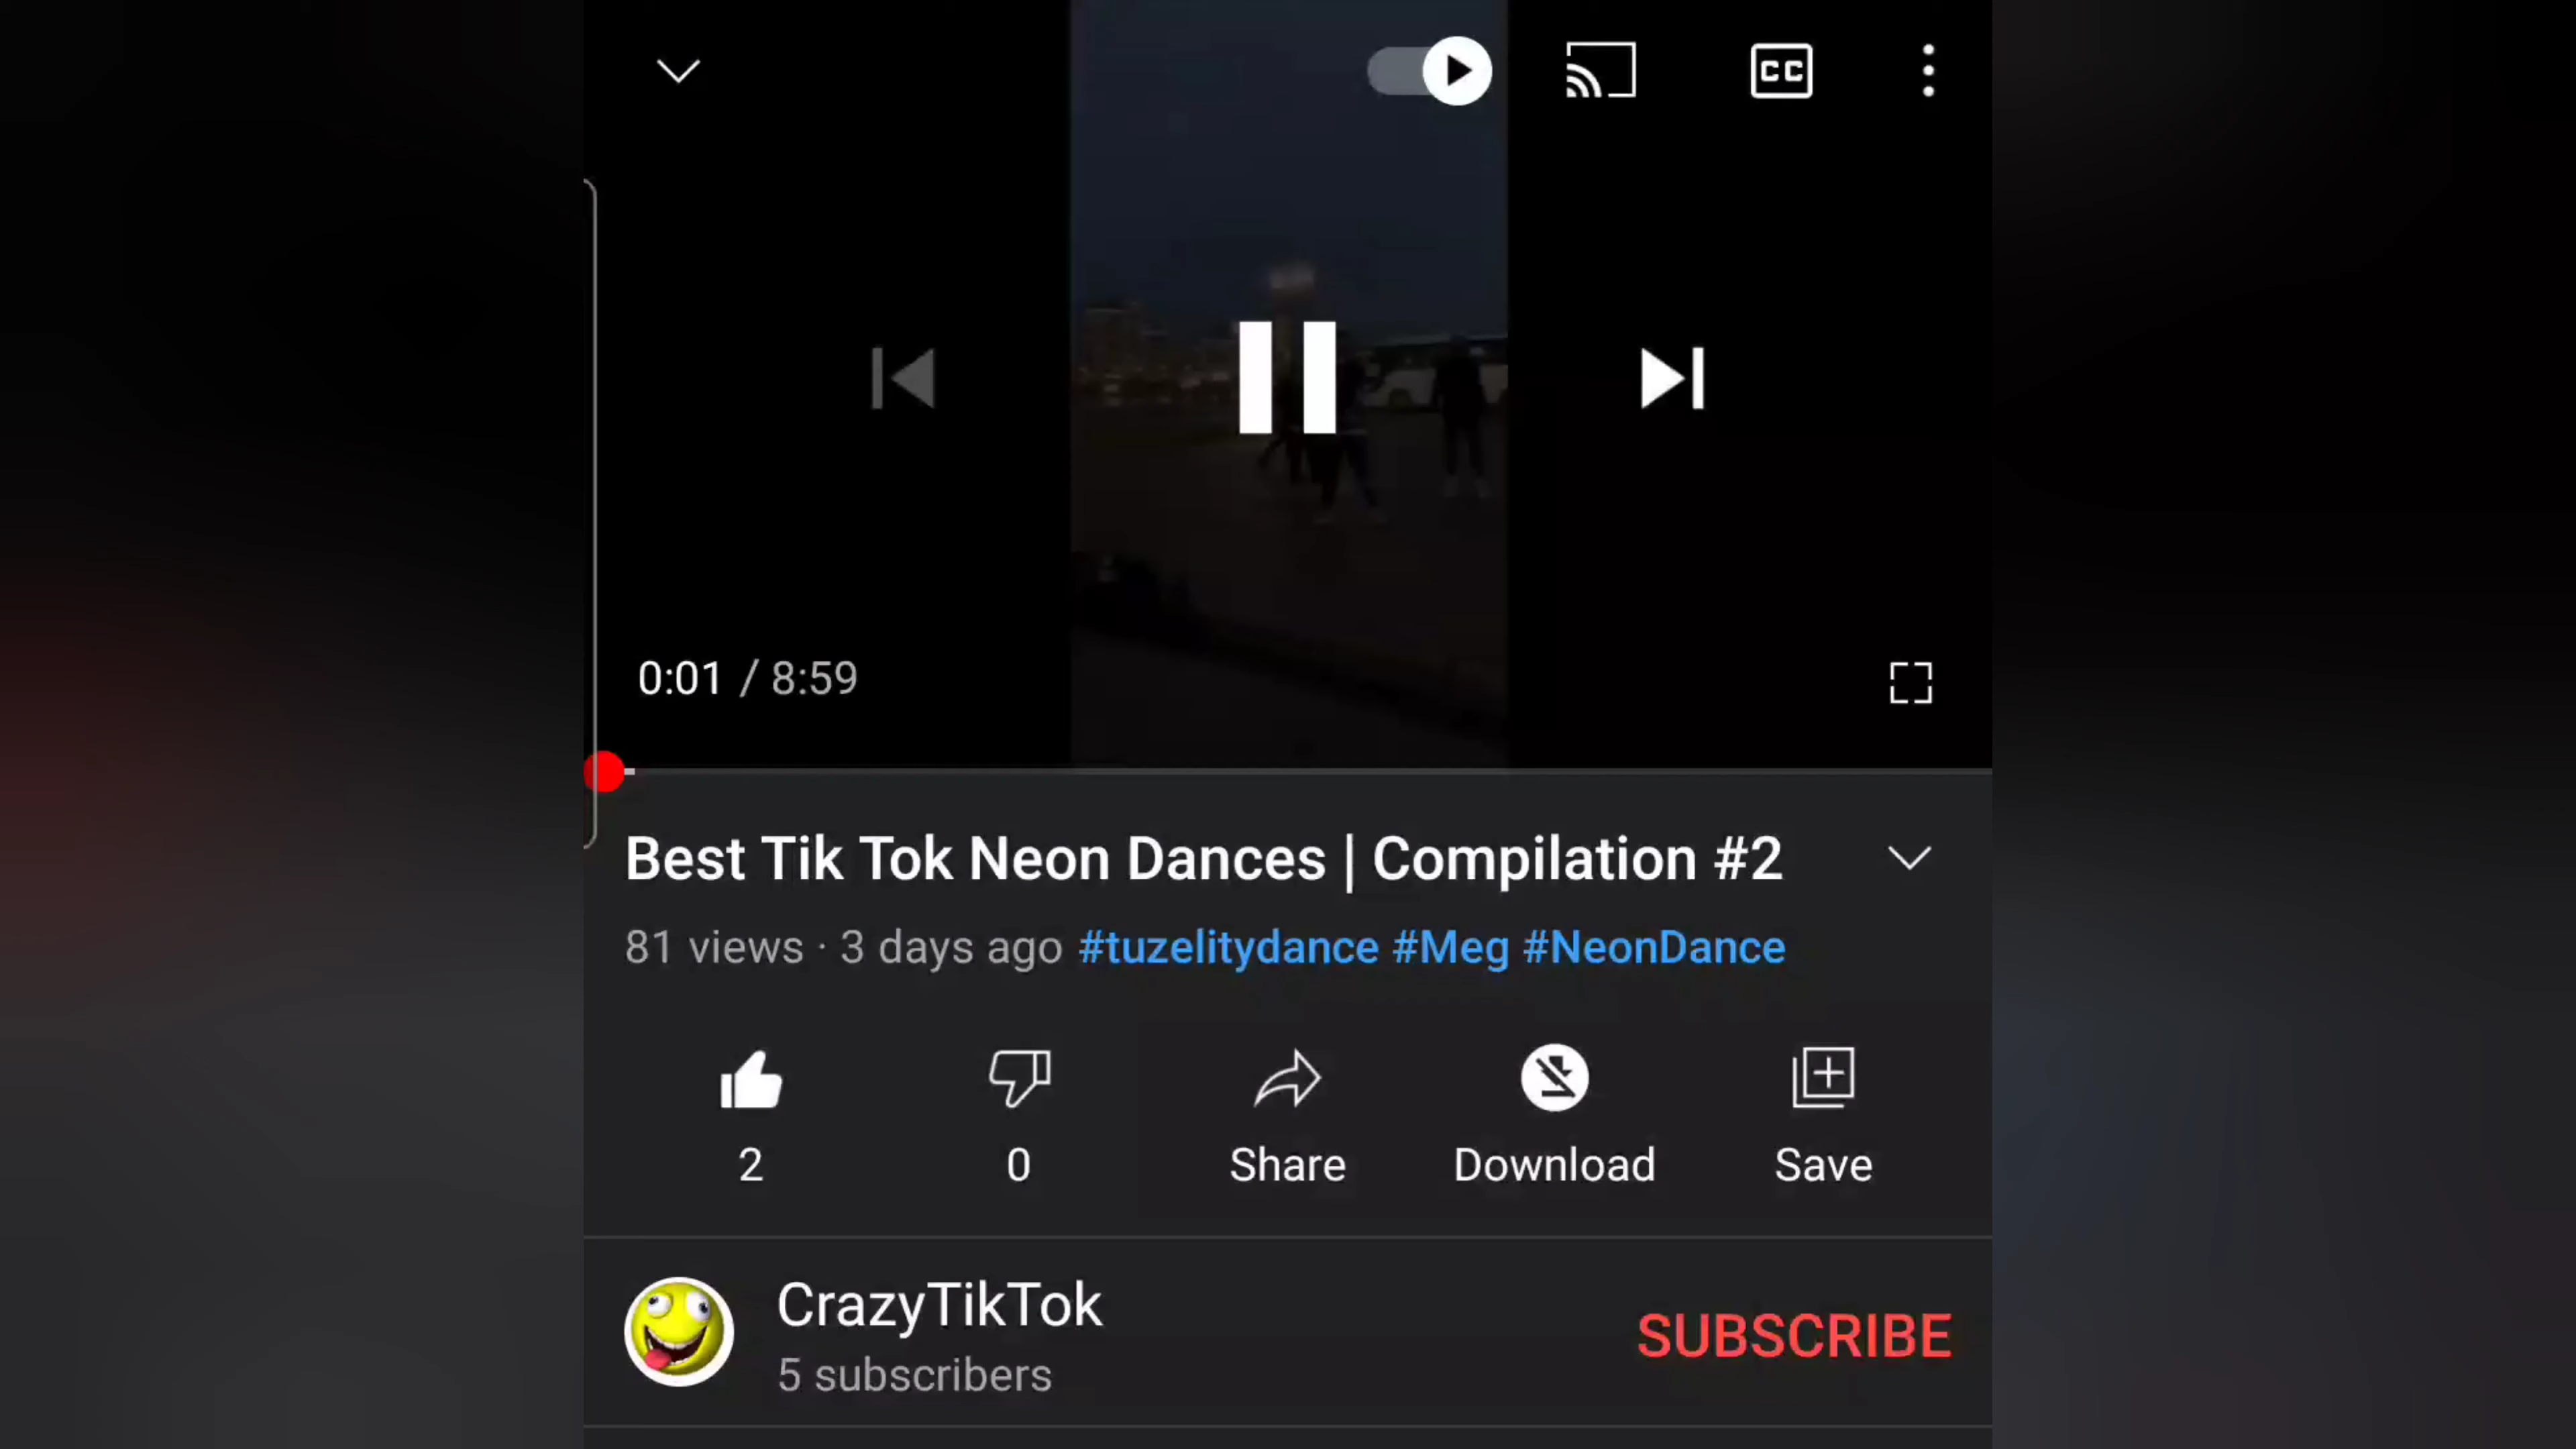 CC
0:01 / 8:59
Best Tik Tok Neon Dances | Compilation #2
81 views · 3 days ago #tuzelitydance #Meg #NeonDance
2 0 Share Download Save
CrazyTikTok
SUBSCRIBE
5 subscribers